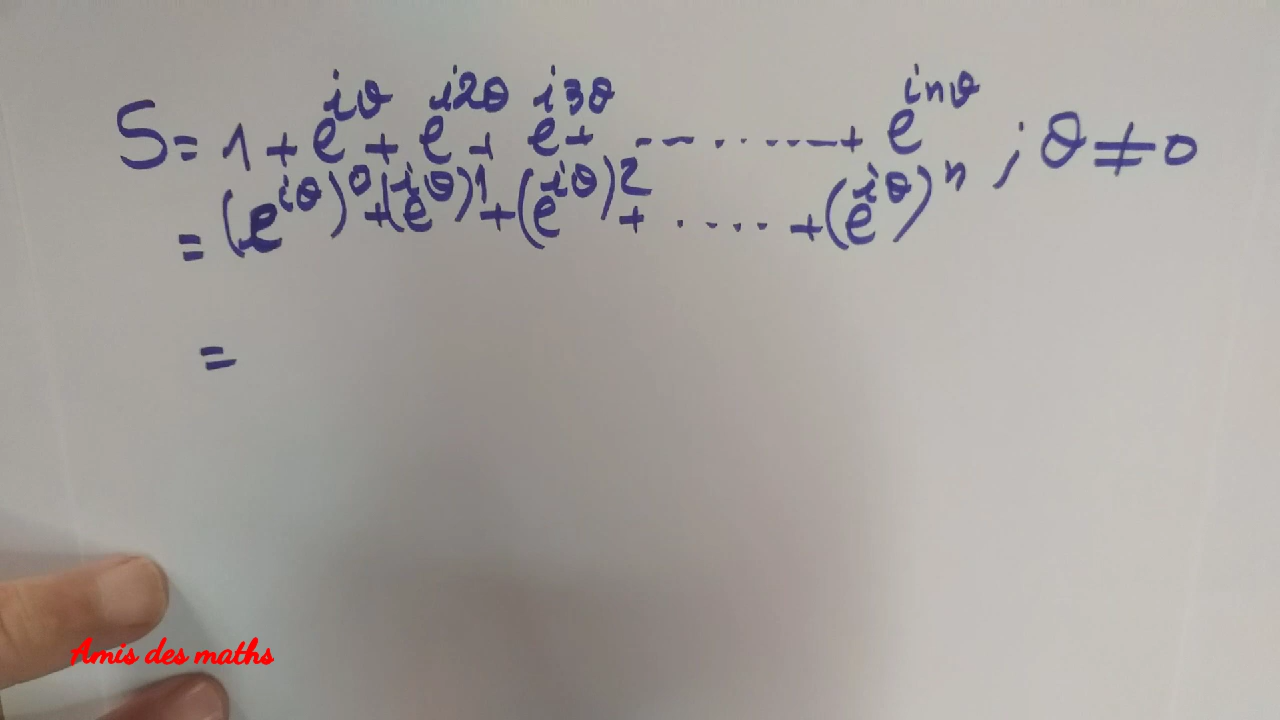 S = 1 + e^{iθ} + e^{i2θ} + e^{i3θ} + -- ....... -- + e^{inθ} ; θ ≠ 0
= (e^{iθ})^0 + (e^{iθ})^1 + (e^{iθ})^2 + ..... + (e^{iθ})^n
=
Amis des maths